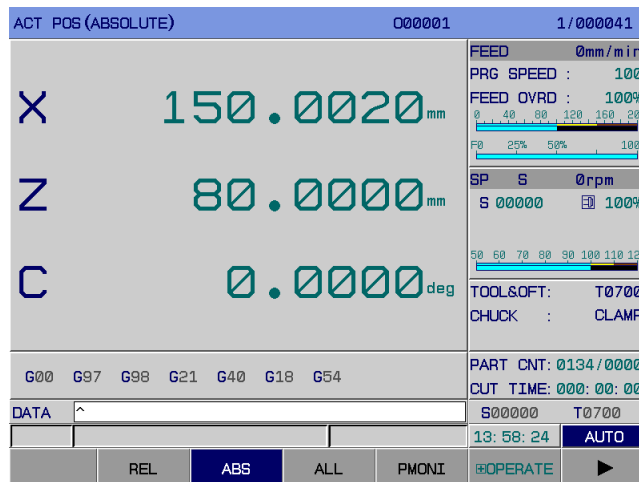 ACT POS(ABSOLUTE) O00001 1/000041
X 150.0020 mm
Z 80.0000 mm
C 0.0000 deg
G00 G97 G98 G21 G40 G18 G54
FEED 0mm/min
PRG SPEED : 100
FEED OVRD : 100%
0 40 80 120 160 20
F0 25% 50% 100
SP S 0rpm
S 00000 100%
50 60 70 80 90 100 110 12
TOOL&OFT: T0700
CHUCK : CLAMP
PART CNT: 0134/0000
CUT TIME: 000:00:00
DATA ^
S00000 T0700
13:58:24 AUTO
REL ABS ALL PMONI OPERATE